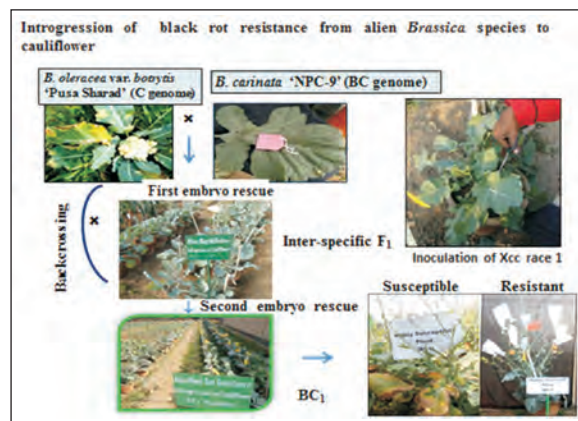 Introgression of black rot resistance from alien Brassica species to
cauliflower
B. oleracea var. botrytis
'Pusa Sharad' (C genome)
×
B. carinata 'NPC-9' (BC genome)
First embryo rescue
Backcrossing
×
Inter-specific F1
Inoculation of Xcc race 1
Second embryo rescue
Susceptible
Resistant
BC1